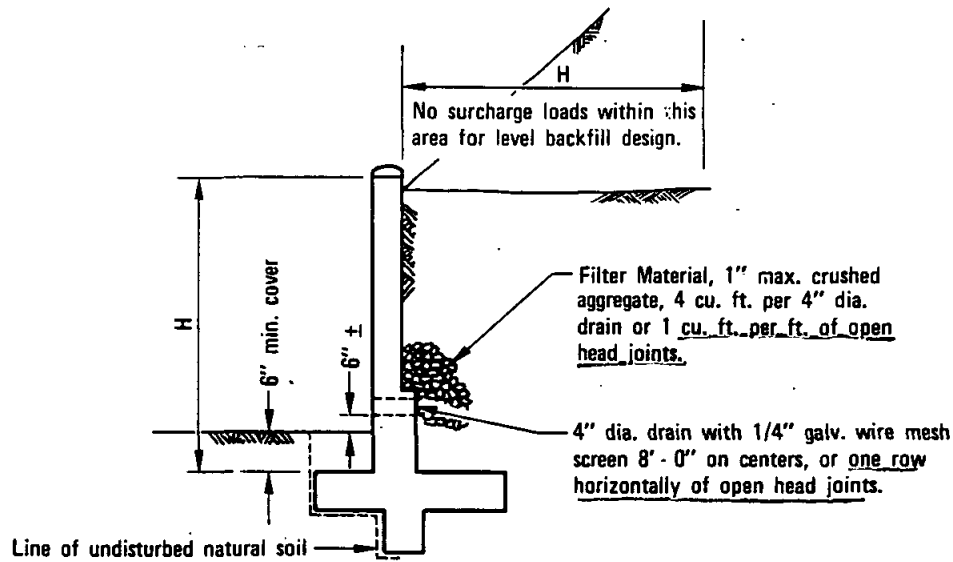 H
No surcharge loads within this
area for level backfill design.
Filter Material, 1" max. crushed
aggregate, 4 cu. ft. per 4" dia.
drain or 1 cu. ft. per ft. of open
head joints.
H
6" min. cover
6" ±
4" dia. drain with 1/4" galv. wire mesh
screen 8' - 0" on centers, or one row
horizontally of open head joints.
Line of undisturbed natural soil